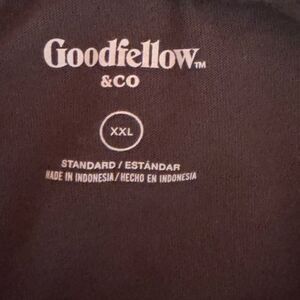 Goodfellow™
&CO
XXL
STANDARD / ESTÁNDAR
MADE IN INDONESIA / HECHO EN INDONESIA